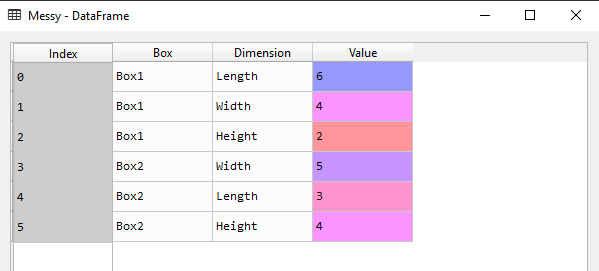 Messy - DataFrame
Index Box Dimension Value
0 Box1 Length 6
1 Box1 Width 4
2 Box1 Height 2
3 Box2 Width 5
4 Box2 Length 3
5 Box2 Height 4